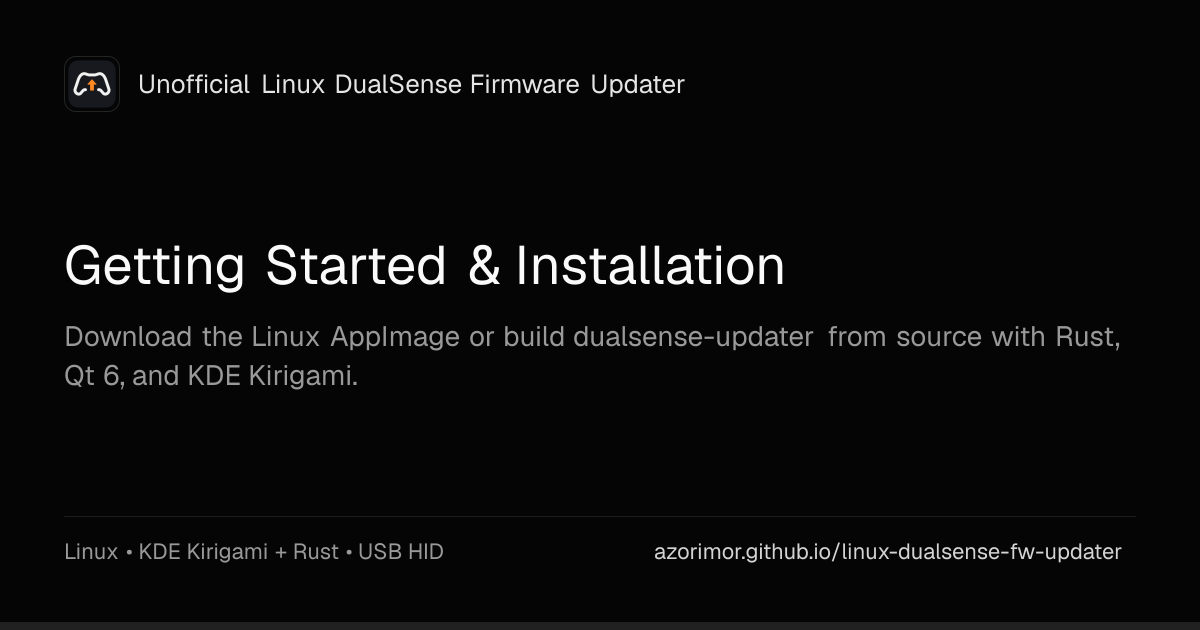 Unofficial Linux DualSense Firmware Updater
Getting Started & Installation
Download the Linux AppImage or build dualsense-updater from source with Rust,
Qt 6, and KDE Kirigami.
Linux • KDE Kirigami + Rust • USB HID
azorimor.github.io/linux-dualsense-fw-updater